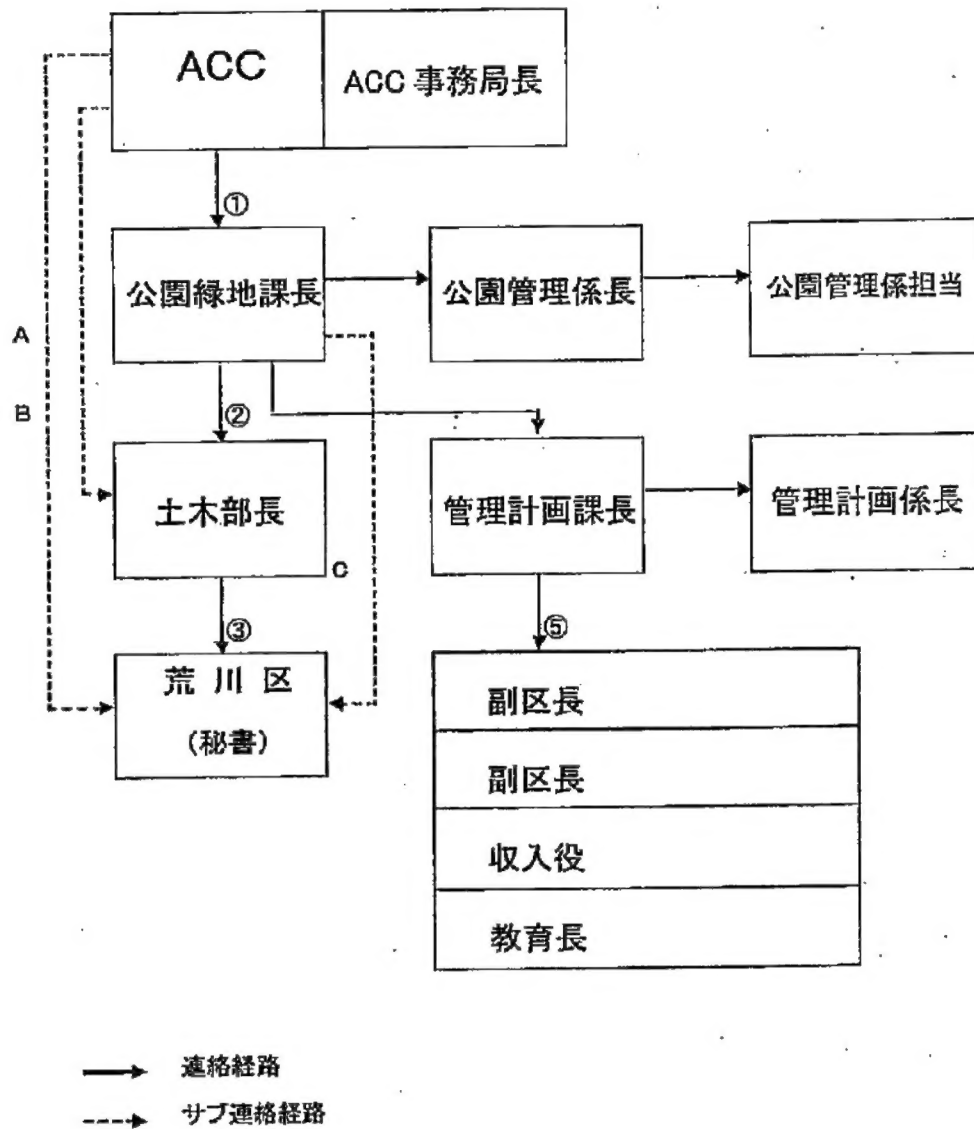 ACC
ACC 事務局長
①
公園緑地課長
公園管理係長
公園管理係担当
A
B
②
土木部長
管理計画課長
管理計画係長
C
③
⑤
荒川区
(秘書)
副区長
副区長
収入役
教育長
連絡経路
サブ連絡経路